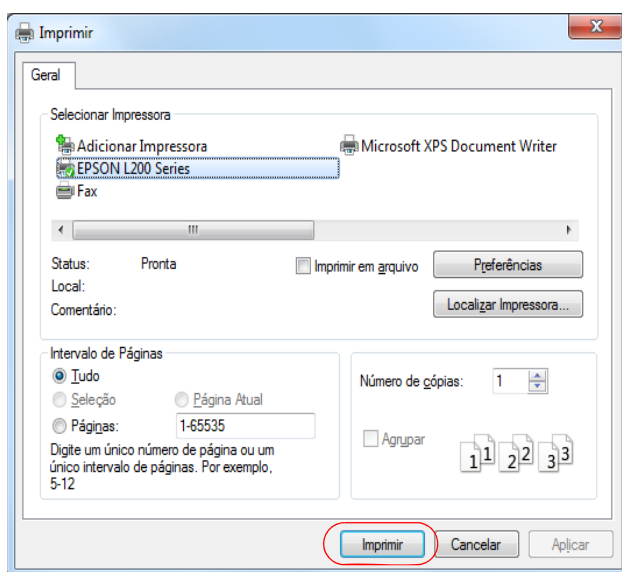 Imprimir
X
Geral
Selecionar Impressora
Adicionar Impressora
Microsoft XPS Document Writer
EPSON L200 Series
Fax
Status: Pronta
Imprimir em arquivo
Preferências
Local:
Localizar Impressora...
Comentário:
Intervalo de Páginas
Tudo
Seleção
Página Atual
Páginas: 1-65535
Digite um único número de página ou um
único intervalo de páginas. Por exemplo,
5-12
Número de cópias: 1
Agrupar
1 1 2 2 3 3
Imprimir
Cancelar
Aplicar